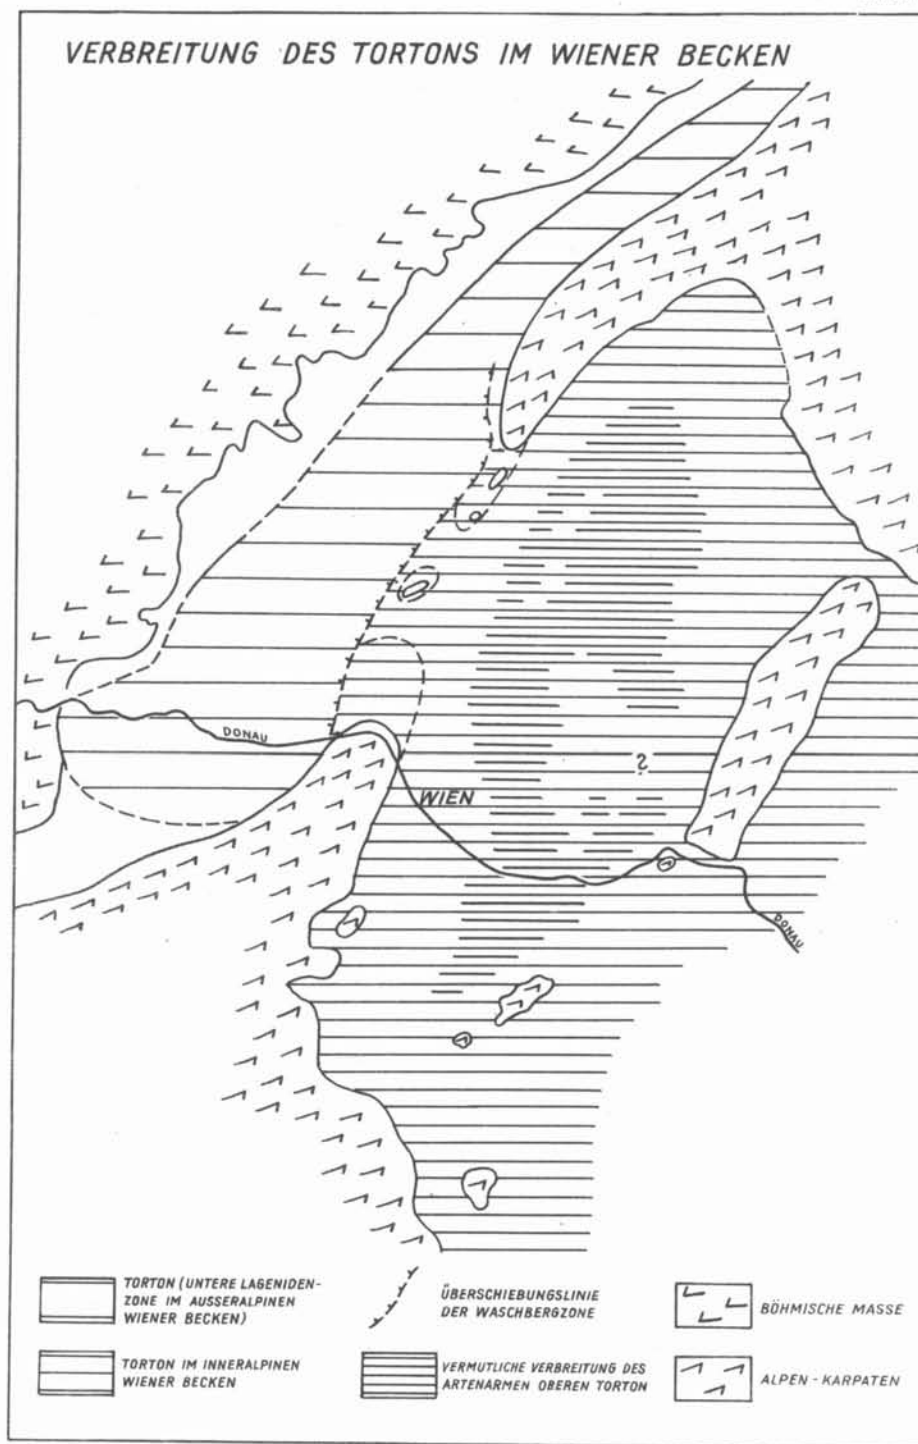 VERBREITUNG DES TORTONS IM WIENER BECKEN
DONAU
WIEN
?
DONAU
TORTON (UNTERE LAGENIDEN-
ZONE IM AUSSERALPINEN
WIENER BECKEN)
ÜBERSCHIEBUNGSLINIE
DER WASCHBERGZONE
BÖHMISCHE MASSE
TORTON IM INNERALPINEN
WIENER BECKEN
VERMUTLICHE VERBREITUNG DES
ARTENARMEN OBEREN TORTON
ALPEN - KARPATEN